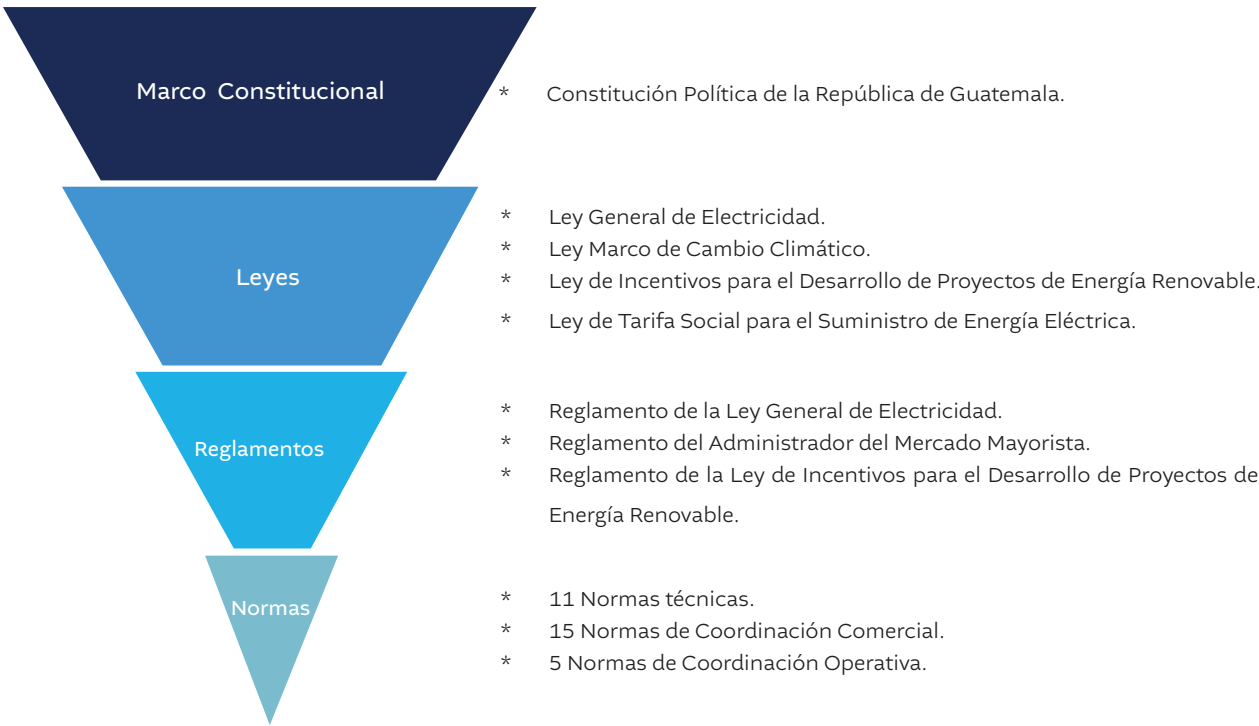 Marco Constitucional
* Constitución Política de la República de Guatemala.
Leyes
* Ley General de Electricidad.
* Ley Marco de Cambio Climático.
* Ley de Incentivos para el Desarrollo de Proyectos de Energía Renovable.
* Ley de Tarifa Social para el Suministro de Energía Eléctrica.
Reglamentos
* Reglamento de la Ley General de Electricidad.
* Reglamento del Administrador del Mercado Mayorista.
* Reglamento de la Ley de Incentivos para el Desarrollo de Proyectos de
Energía Renovable.
Normas
* 11 Normas técnicas.
* 15 Normas de Coordinación Comercial.
* 5 Normas de Coordinación Operativa.